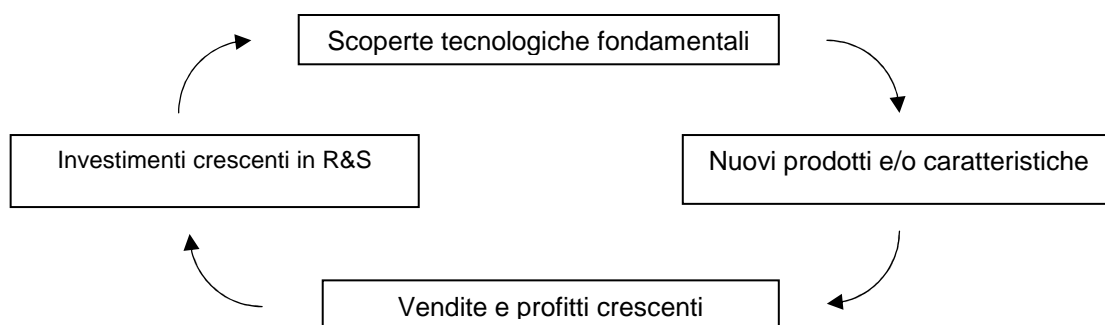 Scoperte tecnologiche fondamentali
Investimenti crescenti in R&S
Nuovi prodotti e/o caratteristiche
Vendite e profitti crescenti